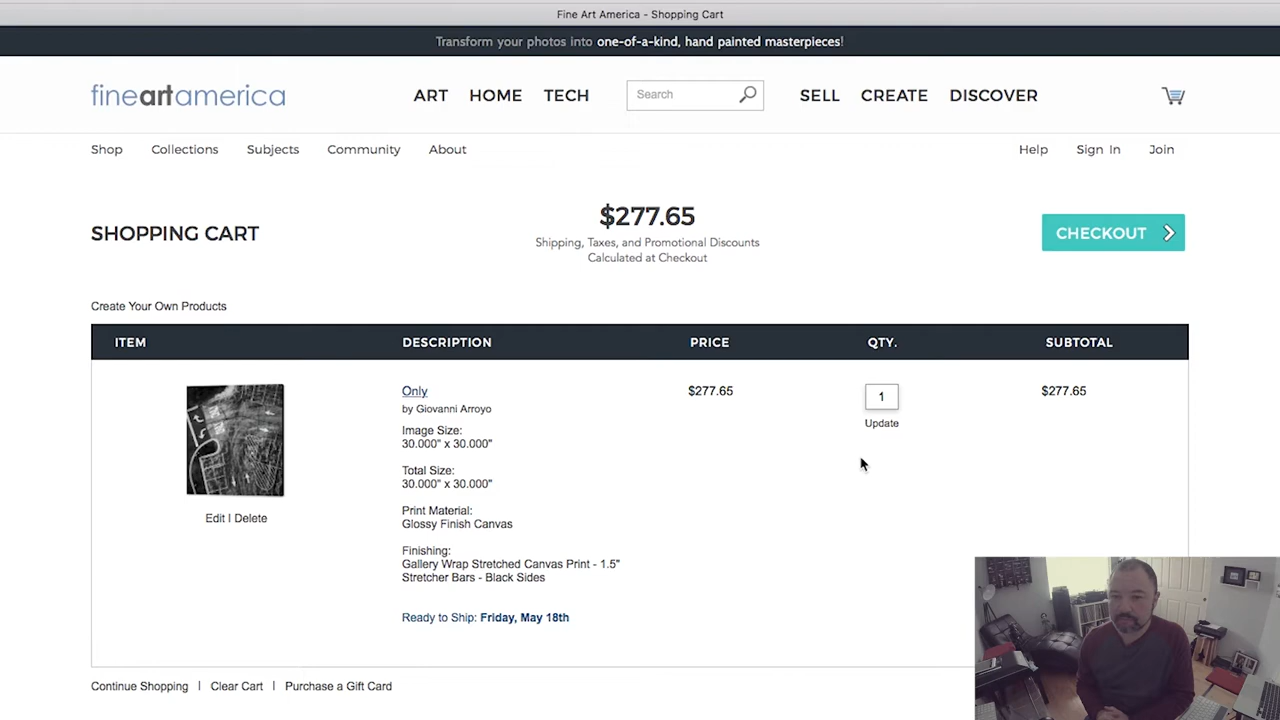 Fine Art America - Shopping Cart
Transform your photos into one-of-a-kind, hand painted masterpieces!
fineartamerica
ART HOME TECH Search SELL CREATE DISCOVER
Shop Collections Subjects Community About Help Sign In Join
$277.65
SHOPPING CART
Shipping, Taxes, and Promotional Discounts
Calculated at Checkout
CHECKOUT
Create Your Own Products
ITEM DESCRIPTION PRICE QTY. SUBTOTAL
Only $277.65 1 $277.65
by Giovanni Arroyo
Update
Image Size:
30.000" x 30.000"
Total Size:
30.000" x 30.000"
Print Material:
Glossy Finish Canvas
Edit | Delete
Finishing:
Gallery Wrap Stretched Canvas Print - 1.5"
Stretcher Bars - Black Sides
Ready to Ship: Friday, May 18th
Continue Shopping | Clear Cart | Purchase a Gift Card